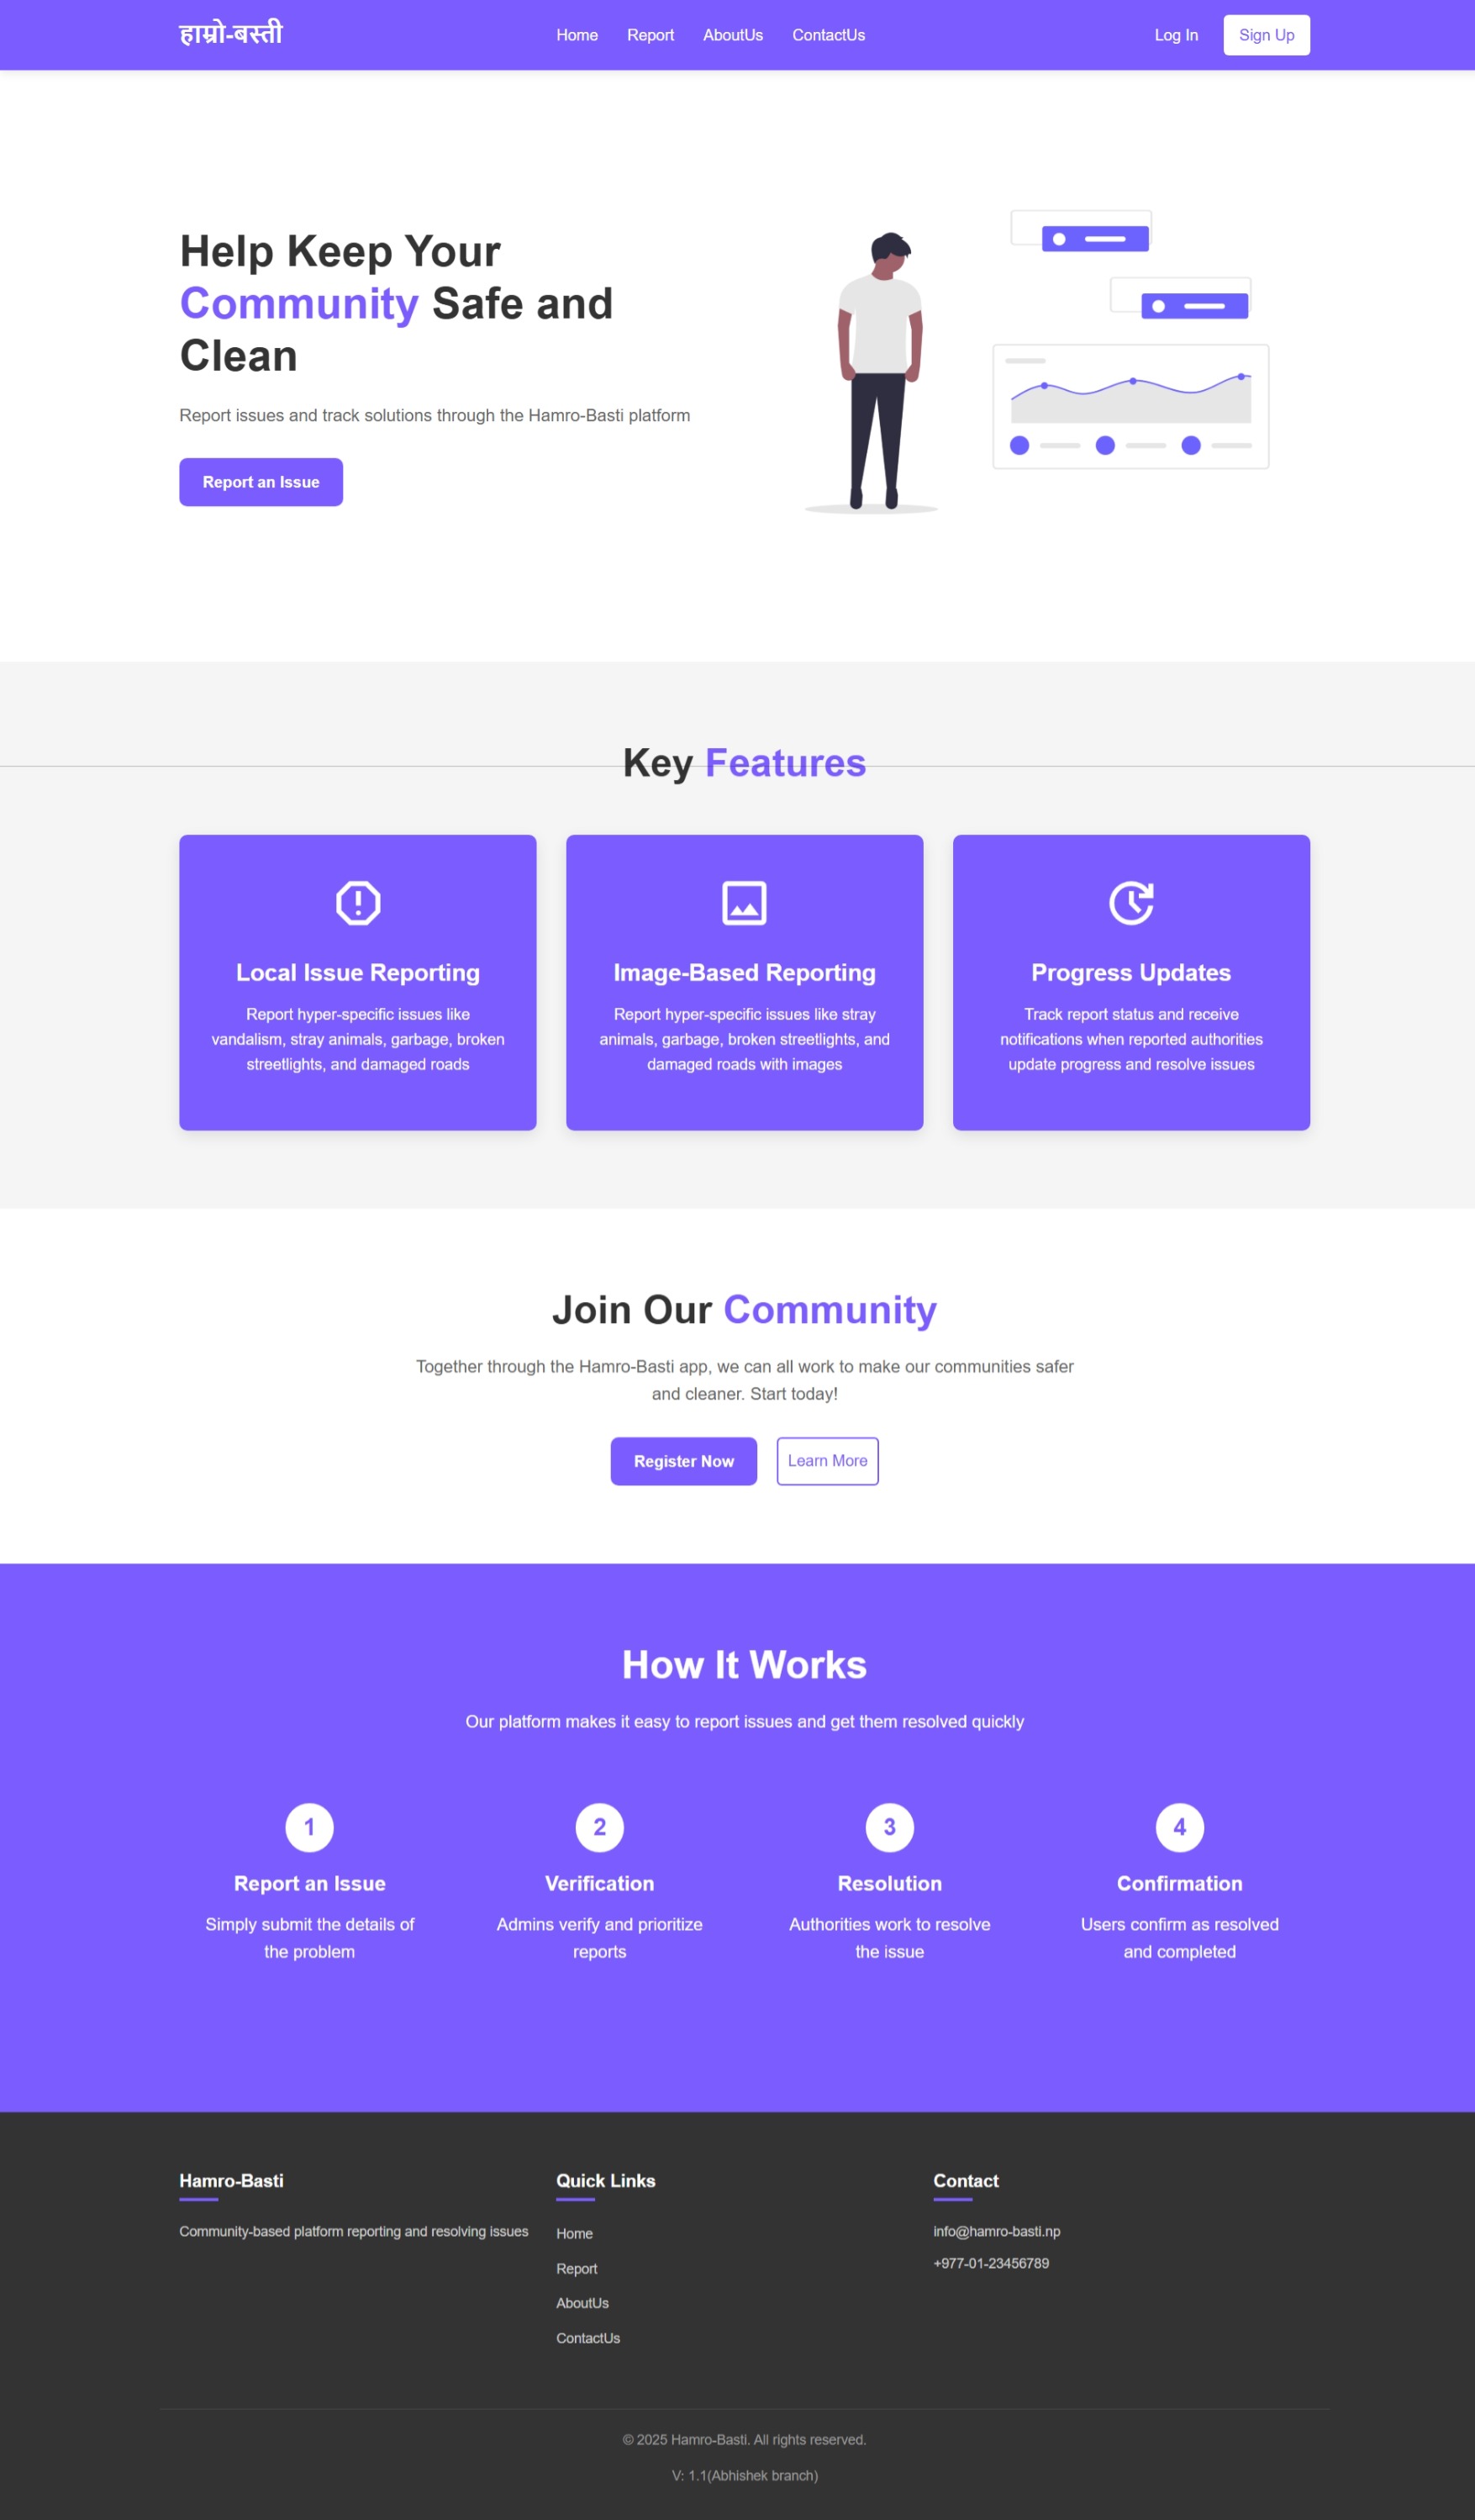 हाम्रो-बस्ती
Home Report AboutUs ContactUs
Log In Sign Up
Help Keep Your
Community Safe and
Clean
Report issues and track solutions through the Hamro-Basti platform
Report an Issue
Key Features
Local Issue Reporting
Report hyper-specific issues like
vandalism, stray animals, garbage, broken
streetlights, and damaged roads
Image-Based Reporting
Report hyper-specific issues like stray
animals, garbage, broken streetlights, and
damaged roads with images
Progress Updates
Track report status and receive
notifications when reported authorities
update progress and resolve issues
Join Our Community
Together through the Hamro-Basti app, we can all work to make our communities safer
and cleaner. Start today!
Register Now Learn More
How It Works
Our platform makes it easy to report issues and get them resolved quickly
1
Report an Issue
Simply submit the details of
the problem
2
Verification
Admins verify and prioritize
reports
3
Resolution
Authorities work to resolve
the issue
4
Confirmation
Users confirm as resolved
and completed
Hamro-Basti
Community-based platform reporting and resolving issues
Quick Links
Home
Report
AboutUs
ContactUs
Contact
info@hamro-basti.np
+977-01-23456789
© 2025 Hamro-Basti. All rights reserved.
V: 1.1(Abhishek branch)